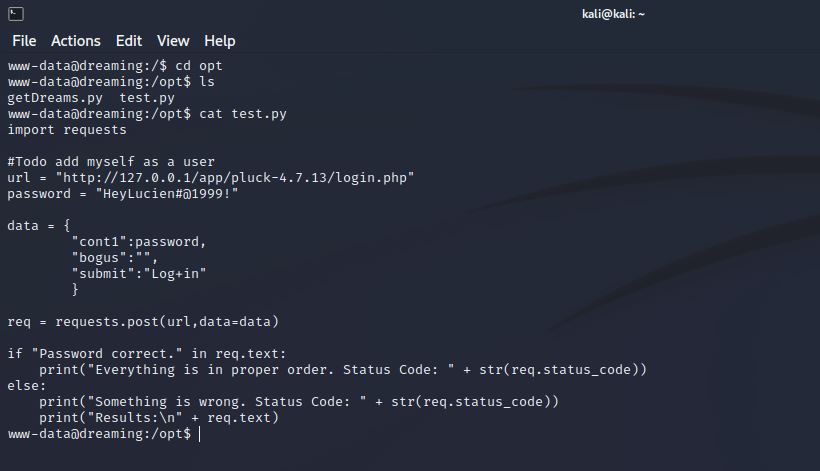 kali@kali: ~
File Actions Edit View Help
www-data@dreaming:/$ cd opt
www-data@dreaming:/opt$ ls
getDreams.py  test.py
www-data@dreaming:/opt$ cat test.py
import requests

#Todo add myself as a user
url = "http://127.0.0.1/app/pluck-4.7.13/login.php"
password = "HeyLucien#@1999!"

data = {
        "cont1":password,
        "bogus":"",
        "submit":"Log+in"
        }

req = requests.post(url,data=data)

if "Password correct." in req.text:
    print("Everything is in proper order. Status Code: " + str(req.status_code))
else:
    print("Something is wrong. Status Code: " + str(req.status_code))
    print("Results:\n" + req.text)
www-data@dreaming:/opt$